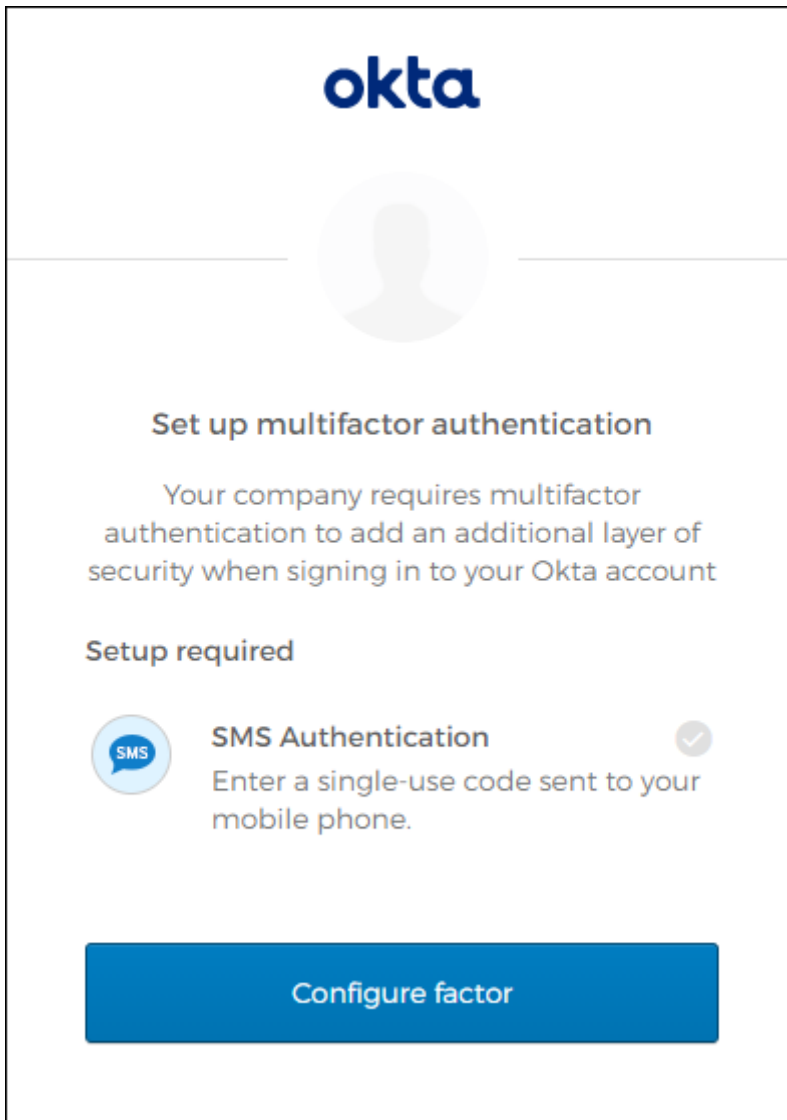 okta
Set up multifactor authentication
Your company requires multifactor
authentication to add an additional layer of
security when signing in to your Okta account
Setup required
SMS
SMS Authentication
Enter a single-use code sent to your
mobile phone.
Configure factor